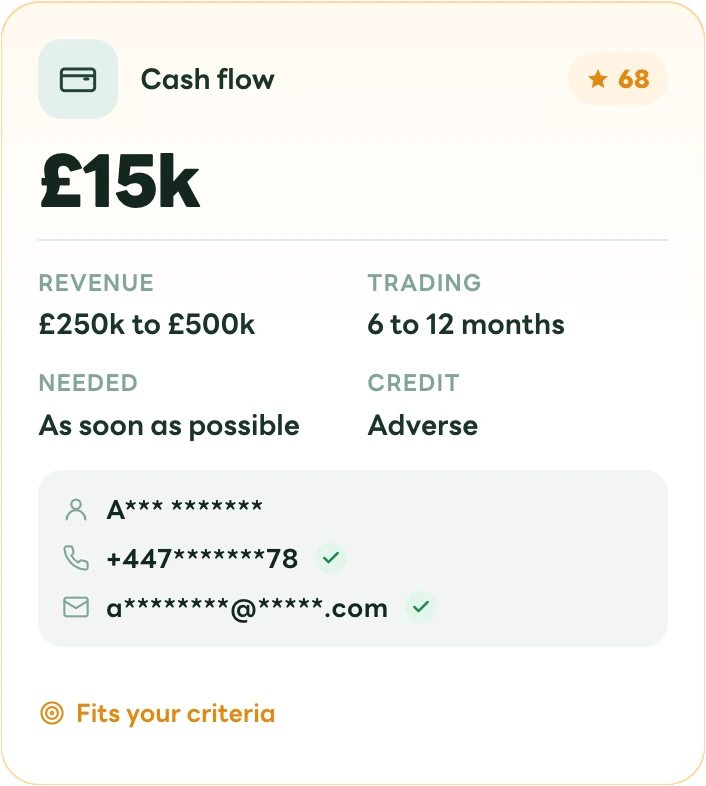 Cash flow
68
£15k
REVENUE
TRADING
£250k to £500k
6 to 12 months
NEEDED
CREDIT
As soon as possible
Adverse
A*** *******
+447*******78
a********@*****.com
Fits your criteria